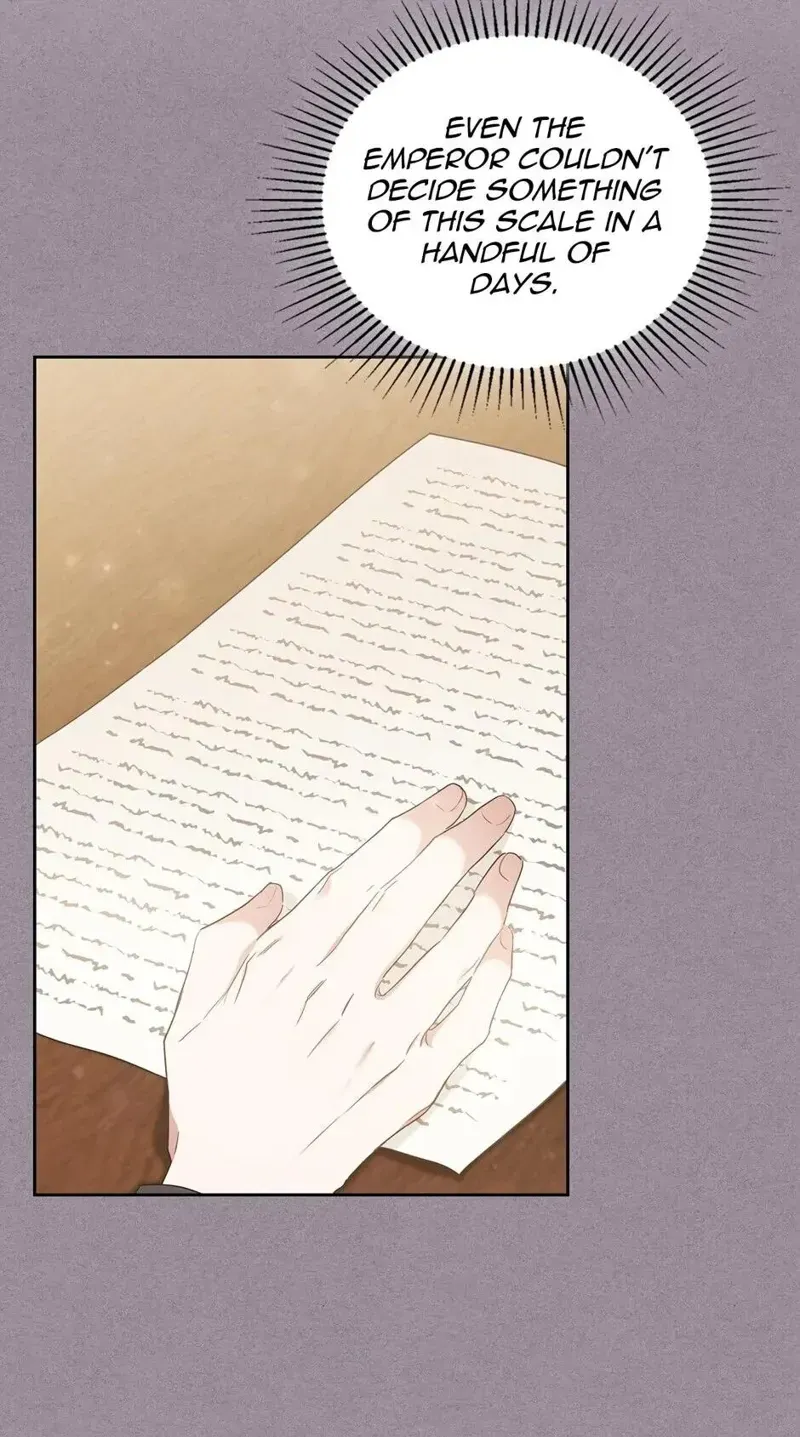 EVEN THE
EMPEROR COULDN'T
DECIDE SOMETHING
OF THIS SCALE IN A
HANDFUL OF
DAYS.